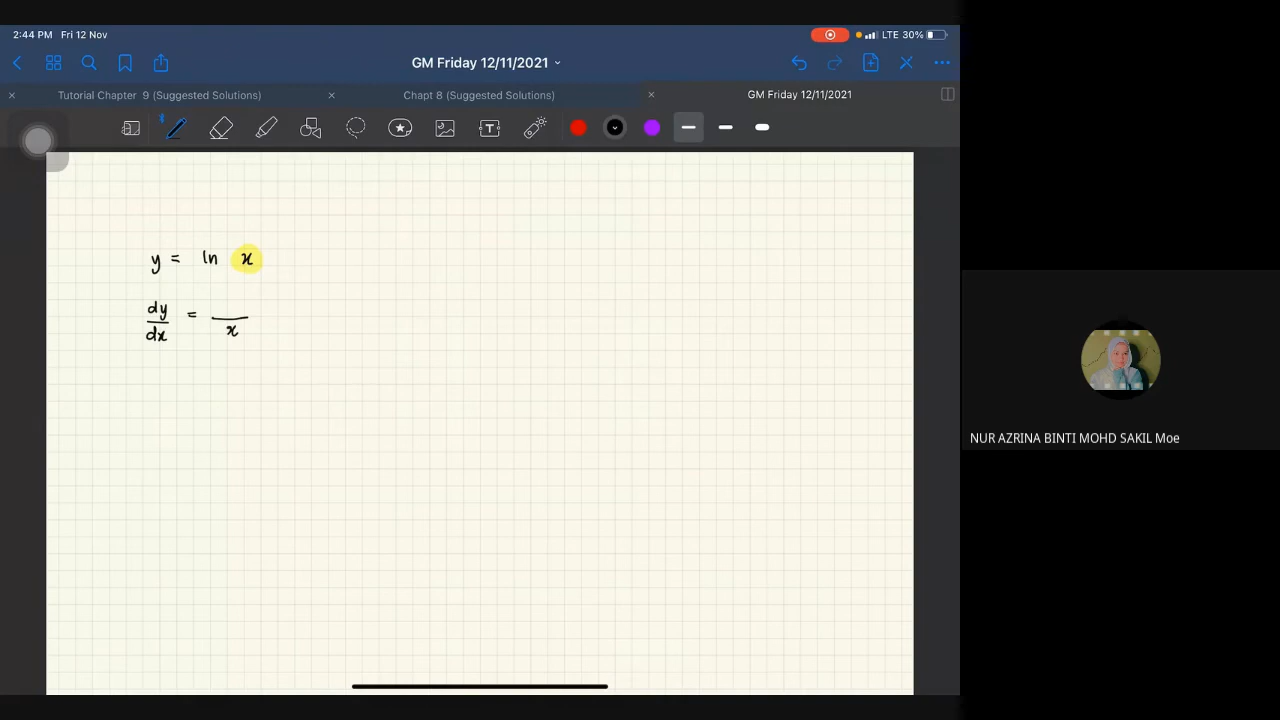 2:44 PM Fri 12 Nov
LTE 30%
GM Friday 12/11/2021
Tutorial Chapter 9 (Suggested Solutions)
Chapt 8 (Suggested Solutions)
GM Friday 12/11/2021
y = ln x
dy/dx = /x
NUR AZRINA BINTI MOHD SAKIL Moe